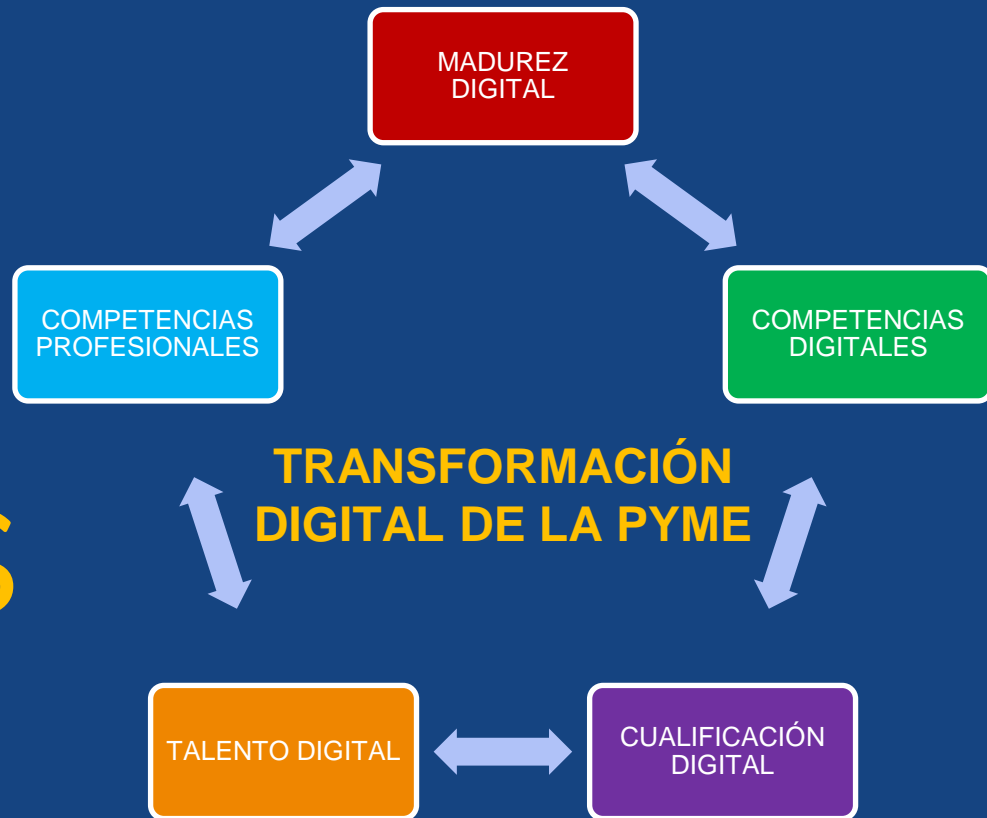 MADUREZ
DIGITAL
COMPETENCIAS
PROFESIONALES
COMPETENCIAS
DIGITALES
TRANSFORMACIÓN
DIGITAL DE LA PYME
S
TALENTO DIGITAL
CUALIFICACIÓN
DIGITAL